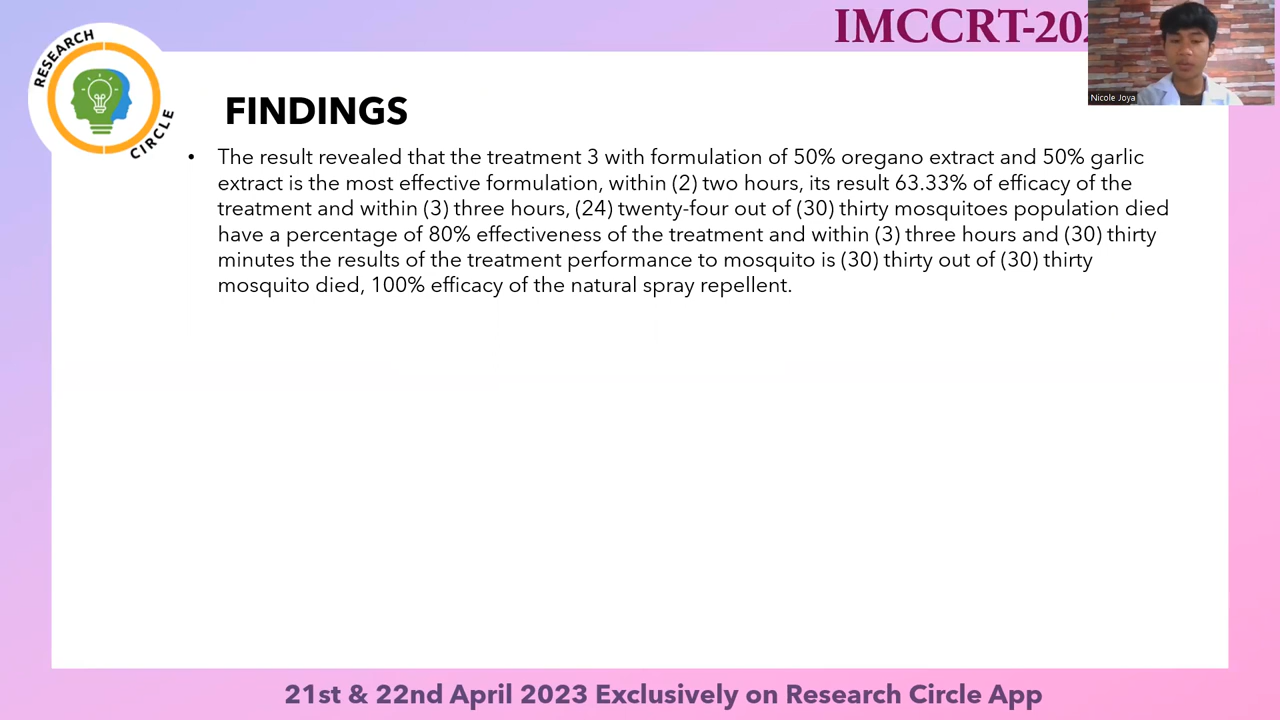 RESEARCH
CIRCLE
IMCCRT-202
Nicole Joya
FINDINGS
• The result revealed that the treatment 3 with formulation of 50% oregano extract and 50% garlic
extract is the most effective formulation, within (2) two hours, its result 63.33% of efficacy of the
treatment and within (3) three hours, (24) twenty-four out of (30) thirty mosquitoes population died
have a percentage of 80% effectiveness of the treatment and within (3) three hours and (30) thirty
minutes the results of the treatment performance to mosquito is (30) thirty out of (30) thirty
mosquito died, 100% efficacy of the natural spray repellent.
21st & 22nd April 2023 Exclusively on Research Circle App